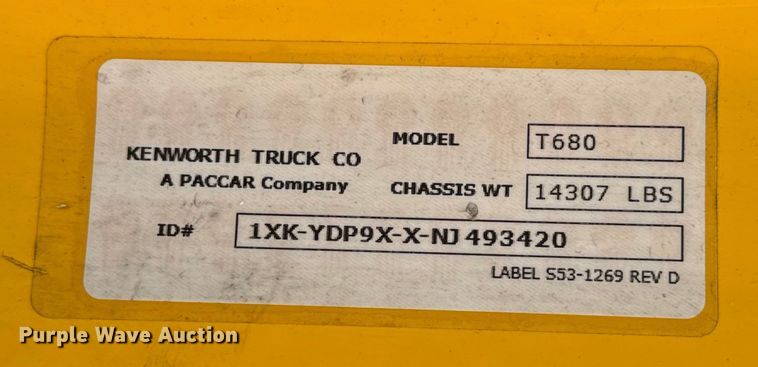 KENWORTH TRUCK CO
A PACCAR Company
MODEL T680
CHASSIS WT 14307 LBS
ID# 1XK-YDP9X-X-NJ 493420
LABEL S53-1269 REV D
Purple Wave Auction